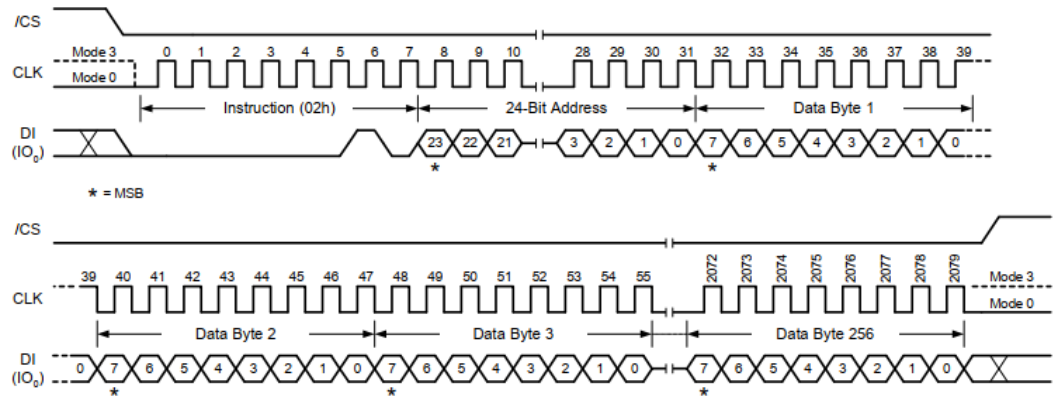 /CS
Mode 3 0 1 2 3 4 5 6 7 8 9 10 28 29 30 31 32 33 34 35 36 37 38 39
CLK Mode 0
Instruction (02h) 24-Bit Address Data Byte 1
DI
(IO₀) 23 22 21 3 2 1 0 7 6 5 4 3 2 1 0
* *
* = MSB
/CS
39 40 41 42 43 44 45 46 47 48 49 50 51 52 53 54 55 2072 2073 2074 2075 2076 2077 2078 2079 Mode 3
CLK Mode 0
Data Byte 2 Data Byte 3 Data Byte 256
DI
(IO₀) 0 7 6 5 4 3 2 1 0 7 6 5 4 3 2 1 0 7 6 5 4 3 2 1 0
* * *